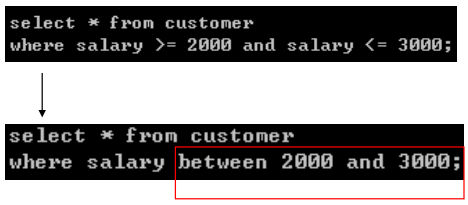 select * from customer
where salary >= 2000 and salary <= 3000;
select * from customer
where salary between 2000 and 3000;